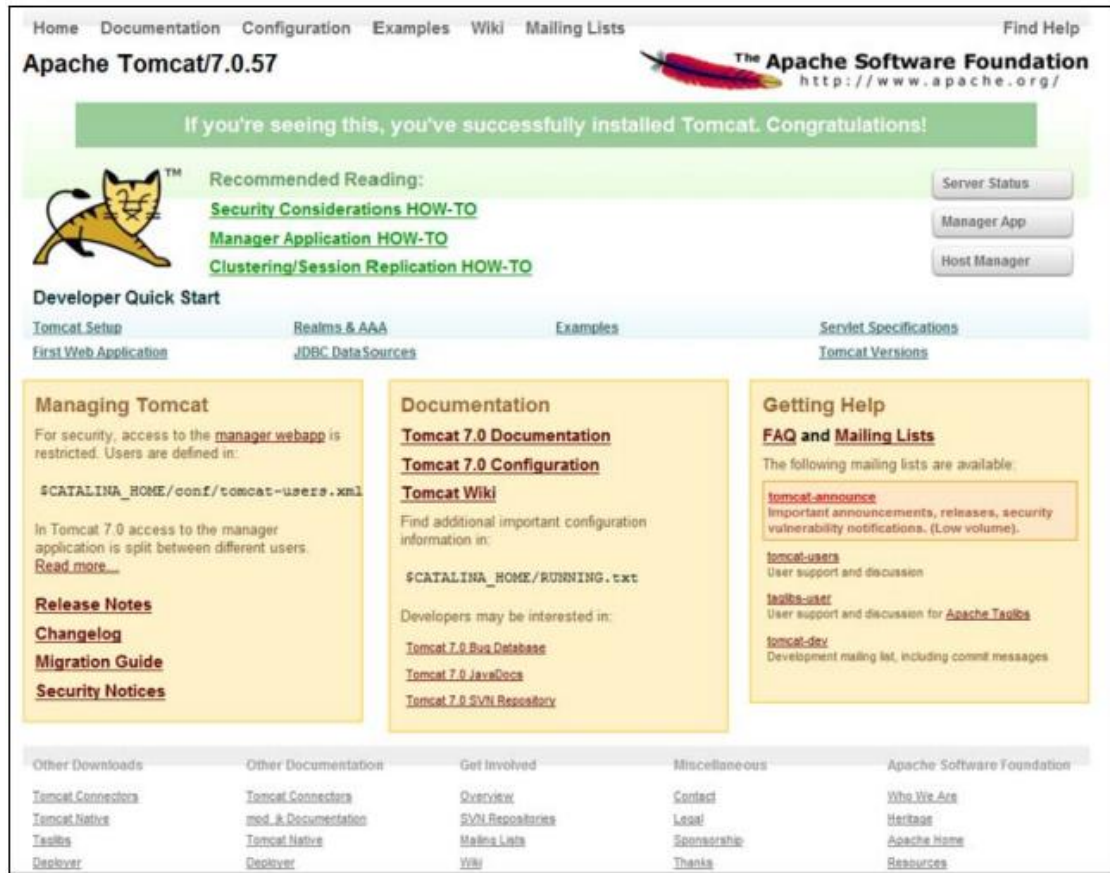 Home Documentation Configuration Examples Wiki Mailing Lists Find Help
Apache Tomcat/7.0.57
The Apache Software Foundation
http://www.apache.org/
If you're seeing this, you've successfully installed Tomcat. Congratulations!
TM
Recommended Reading:
Security Considerations HOW-TO
Manager Application HOW-TO
Clustering/Session Replication HOW-TO
Server Status
Manager App
Host Manager
Developer Quick Start
Tomcat Setup Realms & AAA Examples Servlet Specifications
First Web Application JDBC DataSources Tomcat Versions
Managing Tomcat
For security, access to the manager webapp is
restricted. Users are defined in:
$CATALINA_HOME/conf/tomcat-users.xml
In Tomcat 7.0 access to the manager
application is split between different users.
Read more...
Release Notes
Changelog
Migration Guide
Security Notices
Documentation
Tomcat 7.0 Documentation
Tomcat 7.0 Configuration
Tomcat Wiki
Find additional important configuration
information in:
$CATALINA_HOME/RUNNING.txt
Developers may be interested in:
Tomcat 7.0 Bug Database
Tomcat 7.0 JavaDocs
Tomcat 7.0 SVN Repository
Getting Help
FAQ and Mailing Lists
The following mailing lists are available:
tomcat-announce
Important announcements, releases, security
vulnerability notifications. (Low volume).
tomcat-users
User support and discussion
taglibs-user
User support and discussion for Apache Taglibs
tomcat-dev
Development mailing list, including commit messages
Other Downloads Other Documentation Get Involved Miscellaneous Apache Software Foundation
Tomcat Connectors Tomcat Connectors Overview Contact Who We Are
Tomcat Native mod_jk Documentation SVN Repositories Legal Heritage
Taglibs Tomcat Native Mailing Lists Sponsorship Apache Home
Deployer Deployer Wiki Thanks Resources